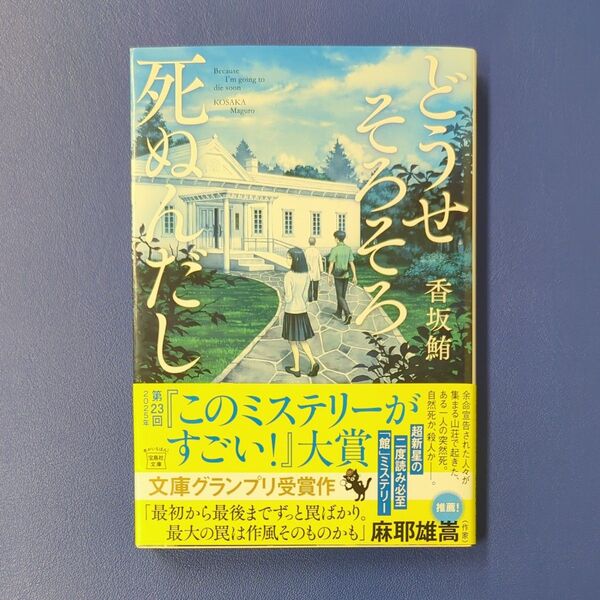 どうせ
そろそろ
死ぬんだし
Because
I'm going to
die soon
KOSAKA
Maguro
香坂鮪
余命宣告された人々が
集まる山荘で起きた、
ある一人の突然死。
自然死か、殺人か――。
超新星の
二度読み必至
「館」ミステリー
第23回
2025年
『このミステリーが
すごい!』大賞
文庫グランプリ受賞作
宝島社
文庫
「最初から最後までずっと罠ばかり。
最大の罠は作風そのものかも」
麻耶雄嵩
(作家)
推薦!